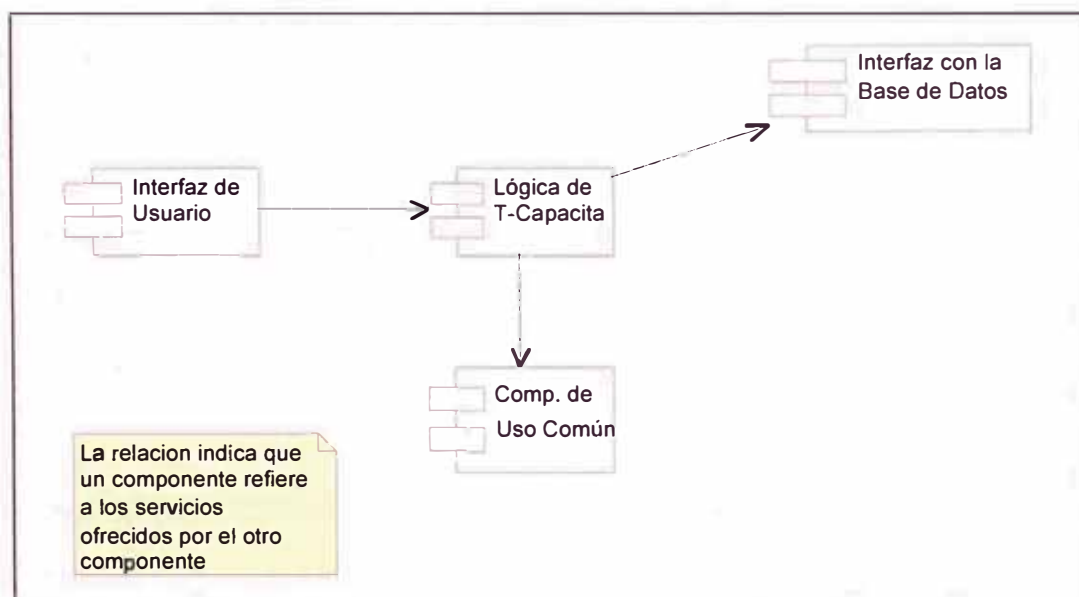 Interfaz con la
Base de Datos
Interfaz de
Usuario
Lógica de
T-Capacita
Comp. de
Uso Común
La relacion indica que
un componente refiere
a los servicios
ofrecidos por el otro
componente